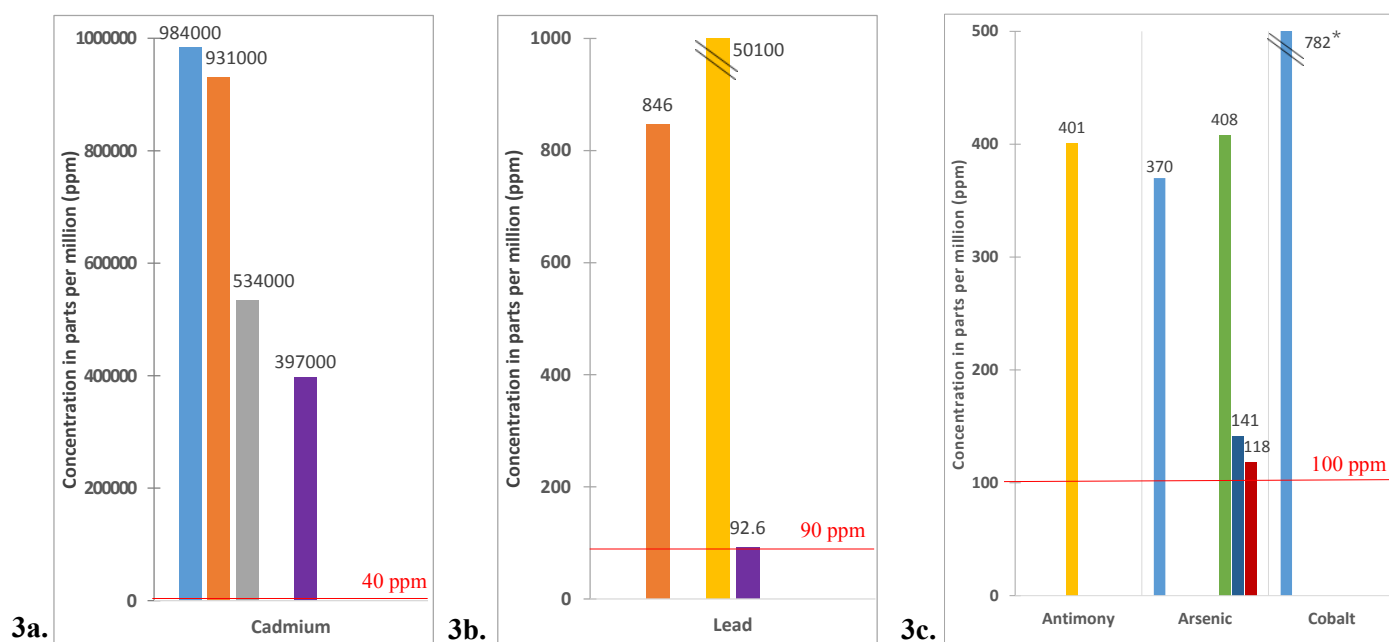 Concentration in parts per million (ppm)
1000000
800000
600000
400000
200000
0
984000
931000
534000
397000
40 ppm
Cadmium
3a.
Concentration in parts per million (ppm)
1000
800
600
400
200
0
846
50100
92.6
90 ppm
Lead
3b.
Concentration in parts per million (ppm)
500
400
300
200
100
0
401
370
408
141
118
782*
100 ppm
Antimony
Arsenic
Cobalt
3c.